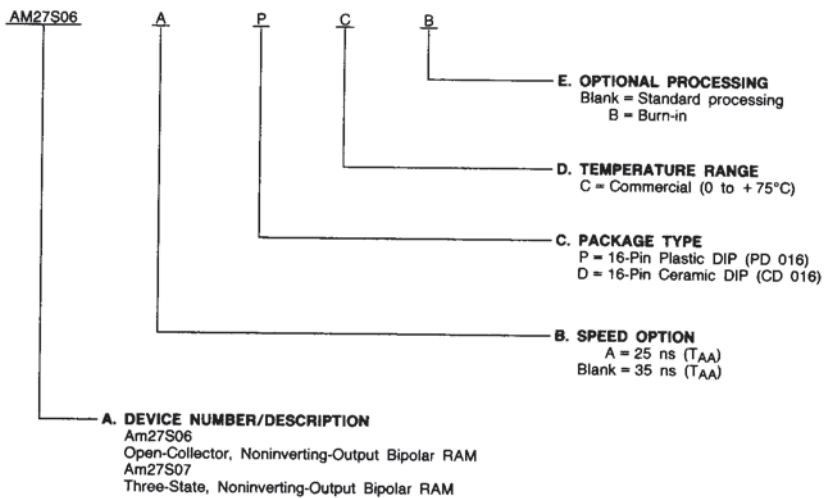 AM27S06 A P C B
E. OPTIONAL PROCESSING
Blank = Standard processing
B = Burn-in
D. TEMPERATURE RANGE
C = Commercial (0 to +75°C)
C. PACKAGE TYPE
P = 16-Pin Plastic DIP (PD 016)
D = 16-Pin Ceramic DIP (CD 016)
B. SPEED OPTION
A = 25 ns (TAA)
Blank = 35 ns (TAA)
A. DEVICE NUMBER/DESCRIPTION
Am27S06
Open-Collector, Noninverting-Output Bipolar RAM
Am27S07
Three-State, Noninverting-Output Bipolar RAM